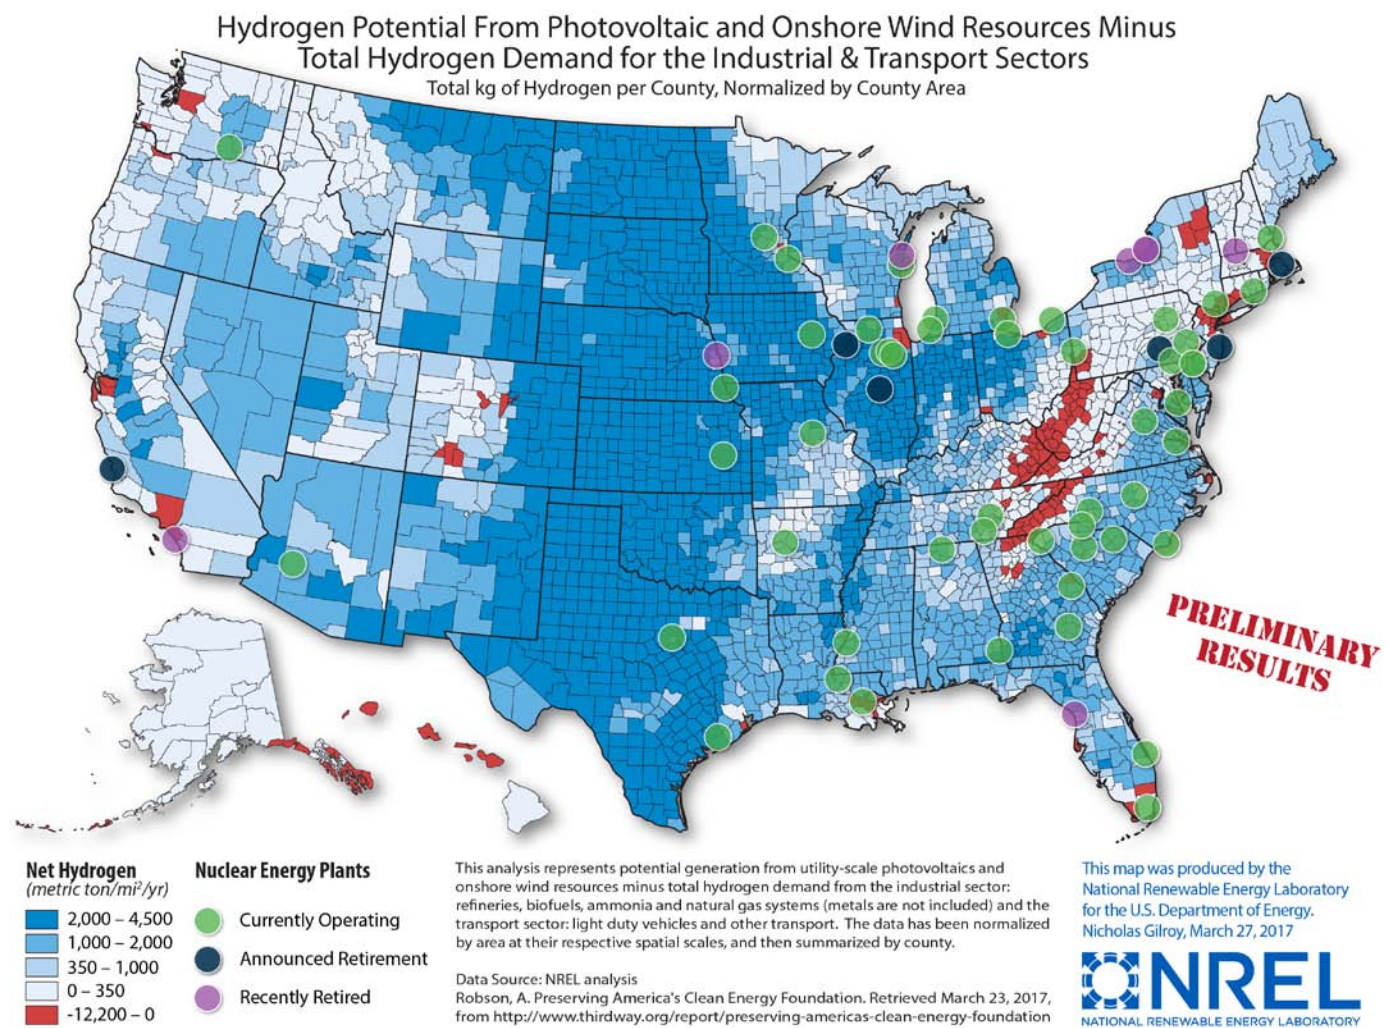 Hydrogen Potential From Photovoltaic and Onshore Wind Resources Minus
Total Hydrogen Demand for the Industrial & Transport Sectors
Total kg of Hydrogen per County, Normalized by County Area
PRELIMINARY
RESULTS
Net Hydrogen
(metric ton/mi²/yr)
2,000 – 4,500
1,000 – 2,000
350 – 1,000
0 – 350
-12,200 – 0
Nuclear Energy Plants
Currently Operating
Announced Retirement
Recently Retired
This analysis represents potential generation from utility-scale photovoltaics and
onshore wind resources minus total hydrogen demand from the industrial sector:
refineries, biofuels, ammonia and natural gas systems (metals are not included) and the
transport sector: light duty vehicles and other transport. The data has been normalized
by area at their respective spatial scales, and then summarized by county.
Data Source: NREL analysis
Robson, A. Preserving America's Clean Energy Foundation. Retrieved March 23, 2017,
from http://www.thirdway.org/report/preserving-americas-clean-energy-foundation
This map was produced by the
National Renewable Energy Laboratory
for the U.S. Department of Energy.
Nicholas Gilroy, March 27, 2017
NREL
NATIONAL RENEWABLE ENERGY LABORATORY